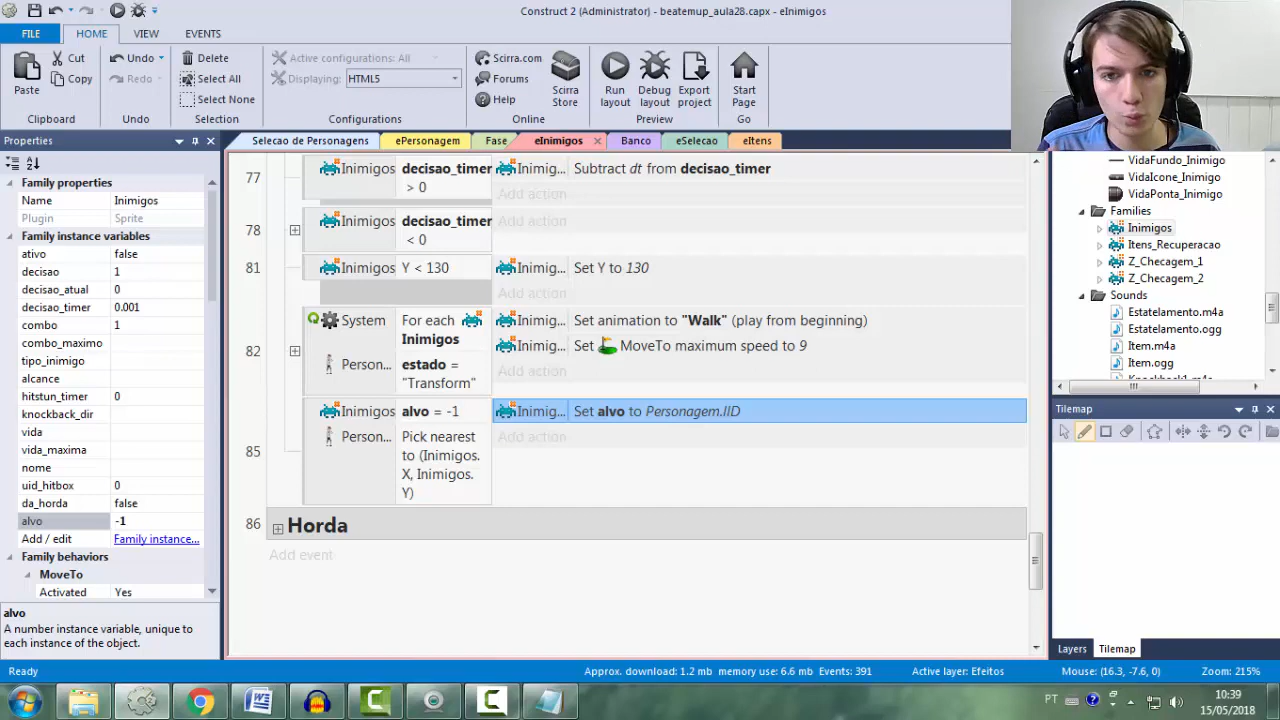 Construct 2 (Administrator) - beatemup_aula28.capx - eInimigos
FILE HOME VIEW EVENTS
Paste Cut Copy Clipboard
Undo Redo Undo
Delete Select All Select None Selection
Active configurations: All
Displaying: HTML5
Configurations
Scirra.com Forums Help Scirra Store Online
Run layout Debug layout Export project Preview
Start Page Go
Properties
Selecao de Personagens ePersonagem Fase eInimigos Banco eSelecao eItens
Family properties
Name Inimigos
Plugin Sprite
Family instance variables
ativo false
decisao 1
decisao_atual 0
decisao_timer 0.001
combo 1
combo_maximo
tipo_inimigo
alcance
hitstun_timer 0
knockback_dir
vida
vida_maxima
nome
uid_hitbox 0
da_horda false
alvo -1
Add / edit Family instance...
Family behaviors
MoveTo
Activated Yes
alvo
A number instance variable, unique to
each instance of the object.
77 Inimigos decisao_timer > 0 Inimig... Subtract dt from decisao_timer
Add action
78 Inimigos decisao_timer < 0 Add action
81 Inimigos Y < 130 Inimig... Set Y to 130
Add action
82 System For each Inimigos Inimig... Set animation to "Walk" (play from beginning)
Person... estado = "Transform" Inimig... Set MoveTo maximum speed to 9
Add action
85 Inimigos alvo = -1 Inimig... Set alvo to Personagem.IID
Person... Pick nearest to (Inimigos. X, Inimigos. Y) Add action
86 Horda
Add event
VidaFundo_Inimigo
VidaIcone_Inimigo
VidaPonta_Inimigo
Families
Inimigos
Itens_Recuperacao
Z_Checagem_1
Z_Checagem_2
Sounds
Estatelamento.m4a
Estatelamento.ogg
Item.m4a
Item.ogg
Knockback1.m4a
Tilemap
Layers Tilemap
Ready Approx. download: 1.2 mb memory use: 6.6 mb Events: 391 Active layer: Efeitos Mouse: (16.3, -7.6, 0) Zoom: 215%
PT 10:39
15/05/2018